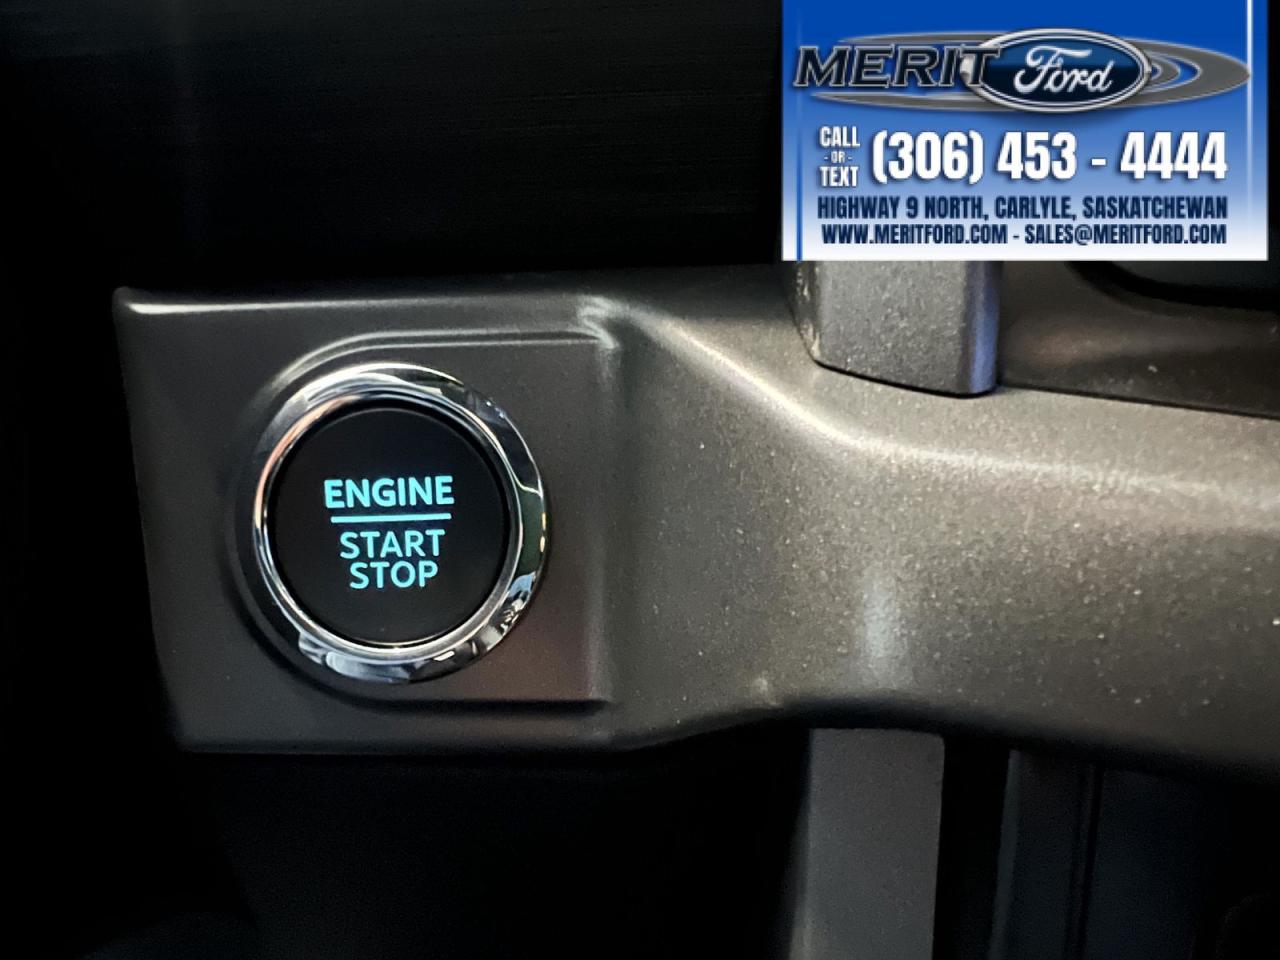 MERIT Ford
CALL
- OR -
TEXT
(306) 453 - 4444
HIGHWAY 9 NORTH, CARLYLE, SASKATCHEWAN
WWW.MERITFORD.COM - SALES@MERITFORD.COM
ENGINE
START
STOP